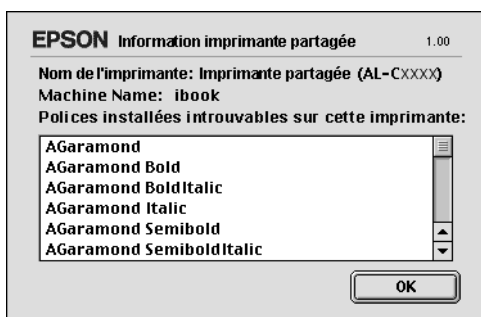 EPSON Information imprimante partagée 1.00
Nom de l'imprimante: Imprimante partagée (AL-CXXXX)
Machine Name: ibook
Polices installées introuvables sur cette imprimante:
AGaramond
AGaramond Bold
AGaramond BoldItalic
AGaramond Italic
AGaramond Semibold
AGaramond SemiboldItalic
OK